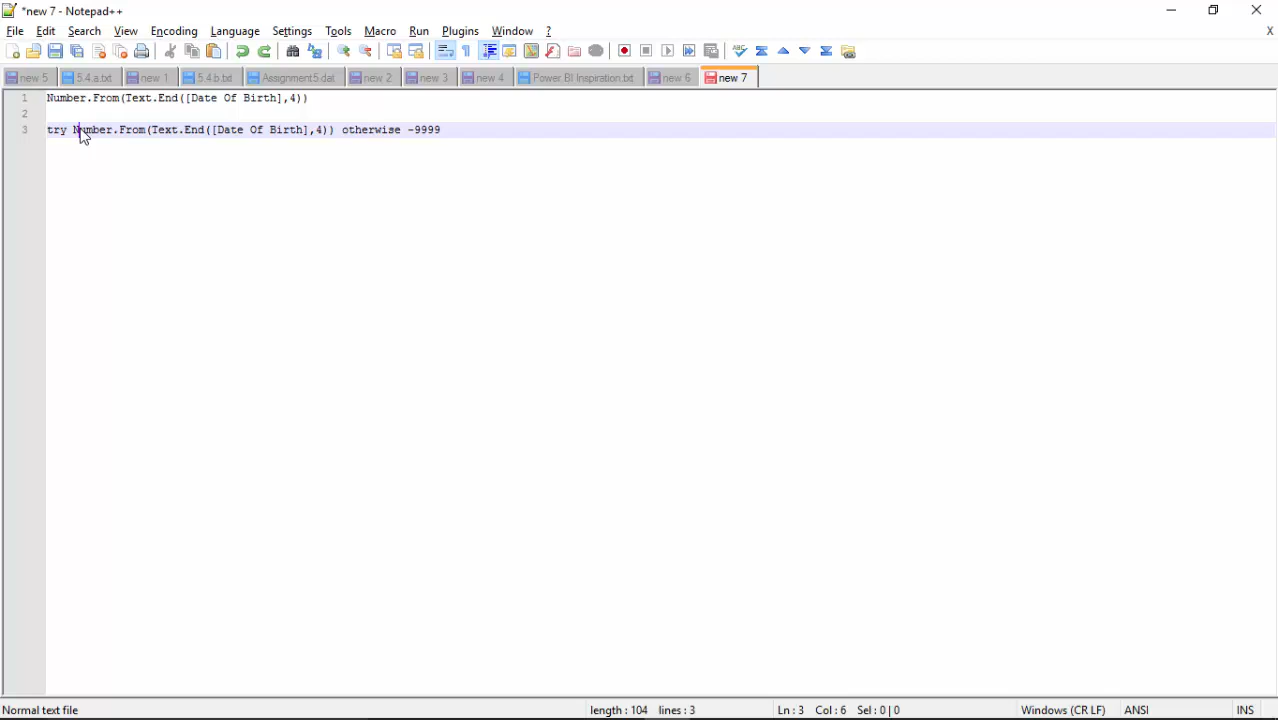 *new 7 - Notepad++
File Edit Search View Encoding Language Settings Tools Macro Run Plugins Window ? X
new 5 5.4.a.txt new 1 5.4.b.txt Assignment5.dat new 2 new 3 new 4 Power BI Inspiration.txt new 6 new 7
1 Number.From(Text.End([Date Of Birth],4))
2
3 try Number.From(Text.End([Date Of Birth],4)) otherwise -9999
Normal text file length : 104 lines : 3 Ln : 3 Col : 6 Sel : 0 | 0 Windows (CR LF) ANSI INS